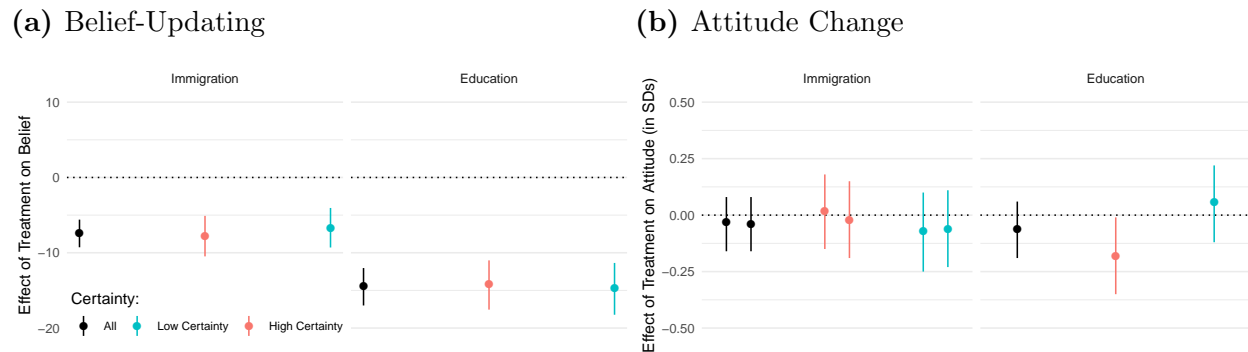 (a) Belief-Updating
Immigration
Education
Effect of Treatment on Belief
10
0
−10
−20
Certainty:
All
Low Certainty
High Certainty
(b) Attitude Change
Immigration
Education
Effect of Treatment on Attitude (in SDs)
0.50
0.25
0.00
−0.25
−0.50